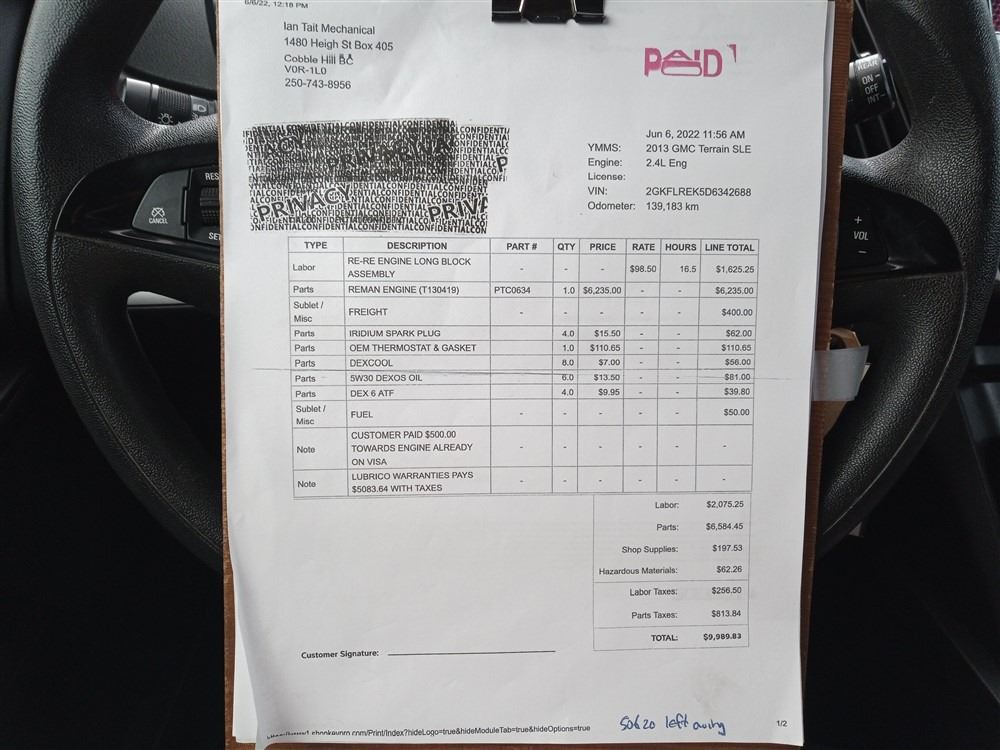 6/6/22, 12:18 PM
Ian Tait Mechanical
1480 Heigh St Box 405
Cobble Hill BC
V0R-1L0
250-743-8956
PAID
Jun 6, 2022 11:56 AM
YMMS: 2013 GMC Terrain SLE
Engine: 2.4L Eng
License:
VIN: 2GKFLREK5D6342688
Odometer: 139,183 km
PRIVACY
TYPE DESCRIPTION PART # QTY PRICE RATE HOURS LINE TOTAL
Labor RE-RE ENGINE LONG BLOCK ASSEMBLY - - - $98.50 16.5 $1,625.25
Parts REMAN ENGINE (T130419) PTC0634 1.0 $6,235.00 - - $6,235.00
Sublet / Misc FREIGHT - - - - - $400.00
Parts IRIDIUM SPARK PLUG 4.0 $15.50 - - $62.00
Parts OEM THERMOSTAT & GASKET 1.0 $110.65 - - $110.65
Parts DEXCOOL 8.0 $7.00 - - $56.00
Parts 5W30 DEXOS OIL 6.0 $13.50 - - $81.00
Parts DEX 6 ATF 4.0 $9.95 - - $39.80
Sublet / Misc FUEL - - - - - $50.00
Note CUSTOMER PAID $500.00 TOWARDS ENGINE ALREADY ON VISA - - - - - -
Note LUBRICO WARRANTIES PAYS $5083.64 WITH TAXES - - - - - -
Labor: $2,075.25
Parts: $6,584.45
Shop Supplies: $197.53
Hazardous Materials: $62.26
Labor Taxes: $256.50
Parts Taxes: $813.84
TOTAL: $9,989.83
Customer Signature:
left owing
1/2
CANCEL
RES
SET
+
VOL
-
REAR
ON
OFF
INT